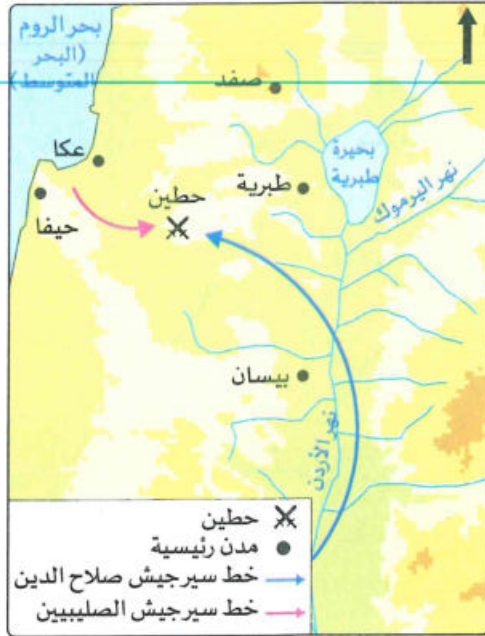 بحر الروم
(البحر
المتوسط)
صفد
عكا
بحيرة
طبرية
طبرية
حطين
نهر اليرموك
حيفا
بيسان
نهر الأردن
حطين
مدن رئيسية
خط سير جيش صلاح الدين
خط سير جيش الصليبيين